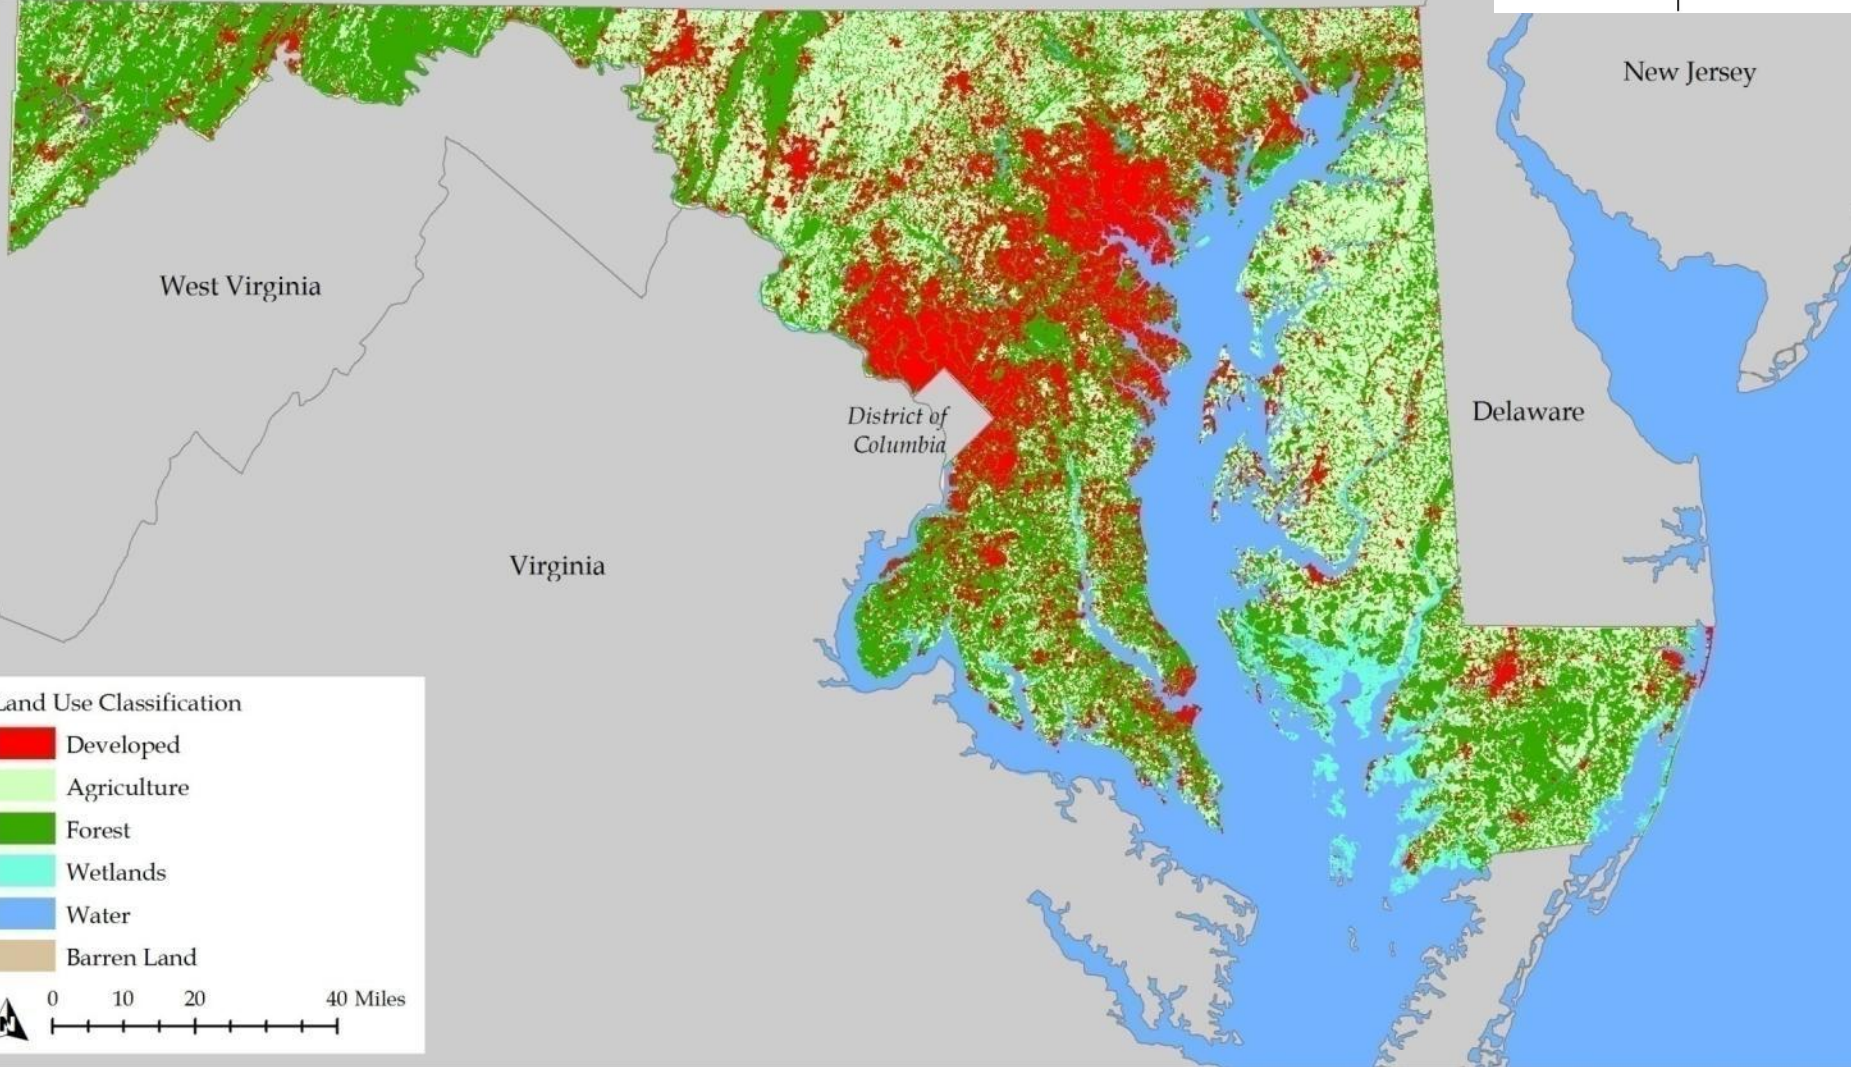 New Jersey
West Virginia
Delaware
District of
Columbia
Virginia
Land Use Classification
Developed
Agriculture
Forest
Wetlands
Water
Barren Land
0 10 20 40 Miles
N